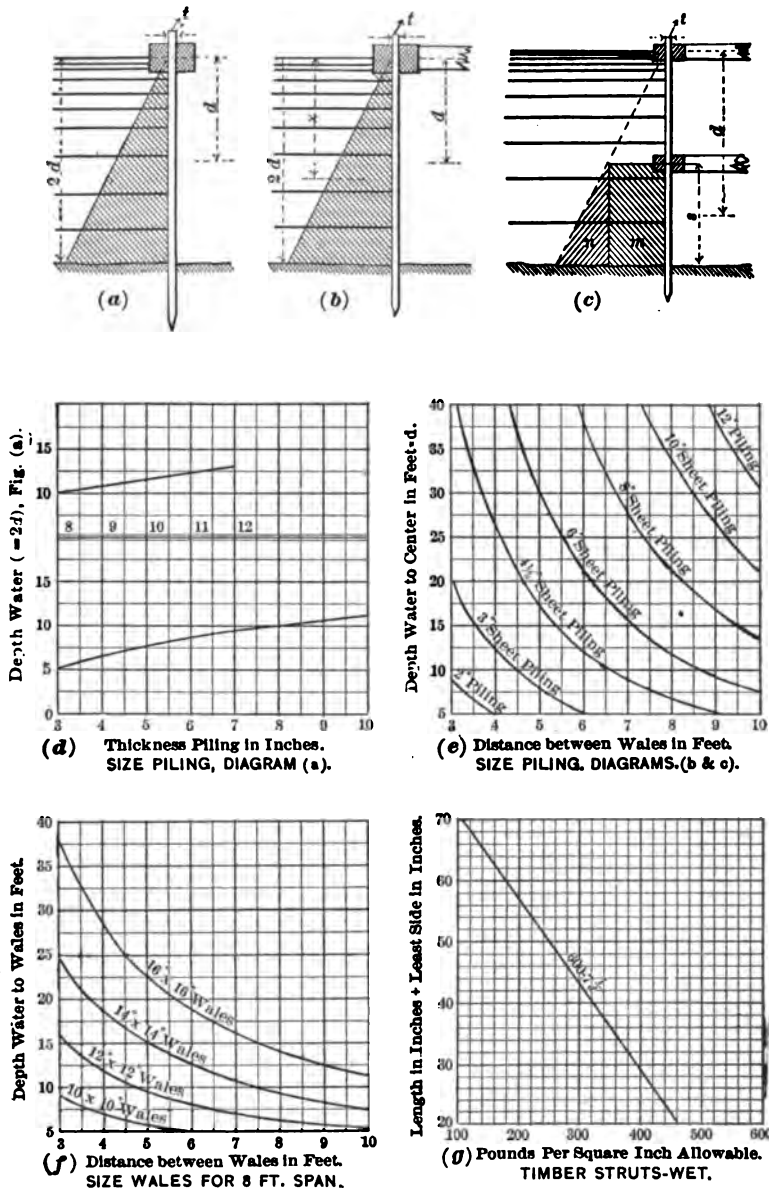 t
t
t
2 d
d
2 d
x
d
d
s
n
m
(a)
(b)
(c)
Depth Water (=2d), Fig. (a).
15
10
8 9 10 11 12
15
10
5
0
3 4 5 6 7 8 9 10
(d) Thickness Piling in Inches.
SIZE PILING, DIAGRAM (a).
Depth Water to Center in Feet-d.
40
35
30
25
20
15
10
5
12" Piling
10" Sheet Piling
8" Sheet Piling
6" Sheet Piling
4½" Sheet Piling
3" Sheet Piling
2" Piling
3 4 5 6 7 8 9 10
(e) Distance between Wales in Feet.
SIZE PILING. DIAGRAMS.(b & c).
Depth Water to Wales in Feet.
40
35
30
25
20
15
10
5
16" x 16" Wales
14" x 14" Wales
12" x 12" Wales
10" x 10" Wales
3 4 5 6 7 8 9 10
(f) Distance between Wales in Feet.
SIZE WALES FOR 8 FT. SPAN.
Length in Inches ÷ Least Side in Inches.
70
60
50
40
30
20
100 200 300 400 500 600
(g) Pounds Per Square Inch Allowable.
TIMBER STRUTS-WET.